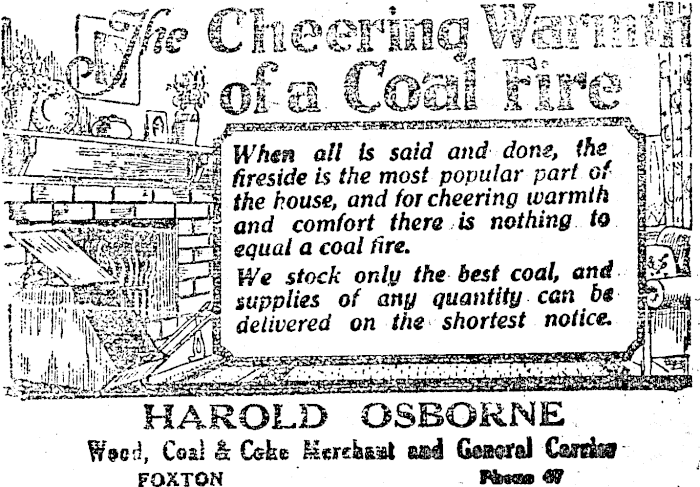 The Cheering Warmth
of a Coal Fire
When all is said and done, the
fireside is the most popular part of
the house, and for cheering warmth
and comfort there is nothing to
equal a coal fire.
We stock only the best coal, and
supplies of any quantity can be
delivered on the shortest notice.
HAROLD OSBORNE
Wood, Coal & Coke Merchant and General Carrier
FOXTON Phone 67